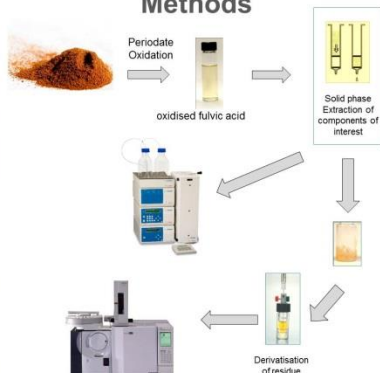 Methods
Periodate
Oxidation
oxidised fulvic acid
Solid phase
Extraction of
components of
interest
Derivatisation
of residue